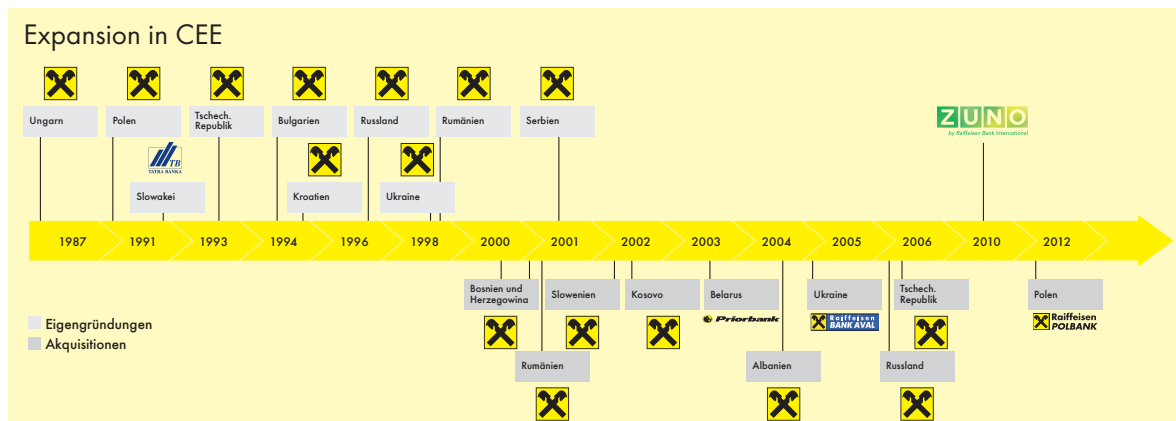 Expansion in CEE
Ungarn
Polen
Tschech.
Republik
Bulgarien
Russland
Rumänien
Serbien
ZUNO
by Raiffeisen Bank International
TB
TATRA BANKA
Slowakei
Kroatien
Ukraine
1987
1991
1993
1994
1996
1998
2000
2001
2002
2003
2004
2005
2006
2010
2012
Bosnien und
Herzegowina
Slowenien
Kosovo
Belarus
Ukraine
Tschech.
Republik
Polen
Priorbank
Raiffeisen
BANK AVAL
Raiffeisen
POLBANK
Eigengründungen
Akquisitionen
Rumänien
Albanien
Russland